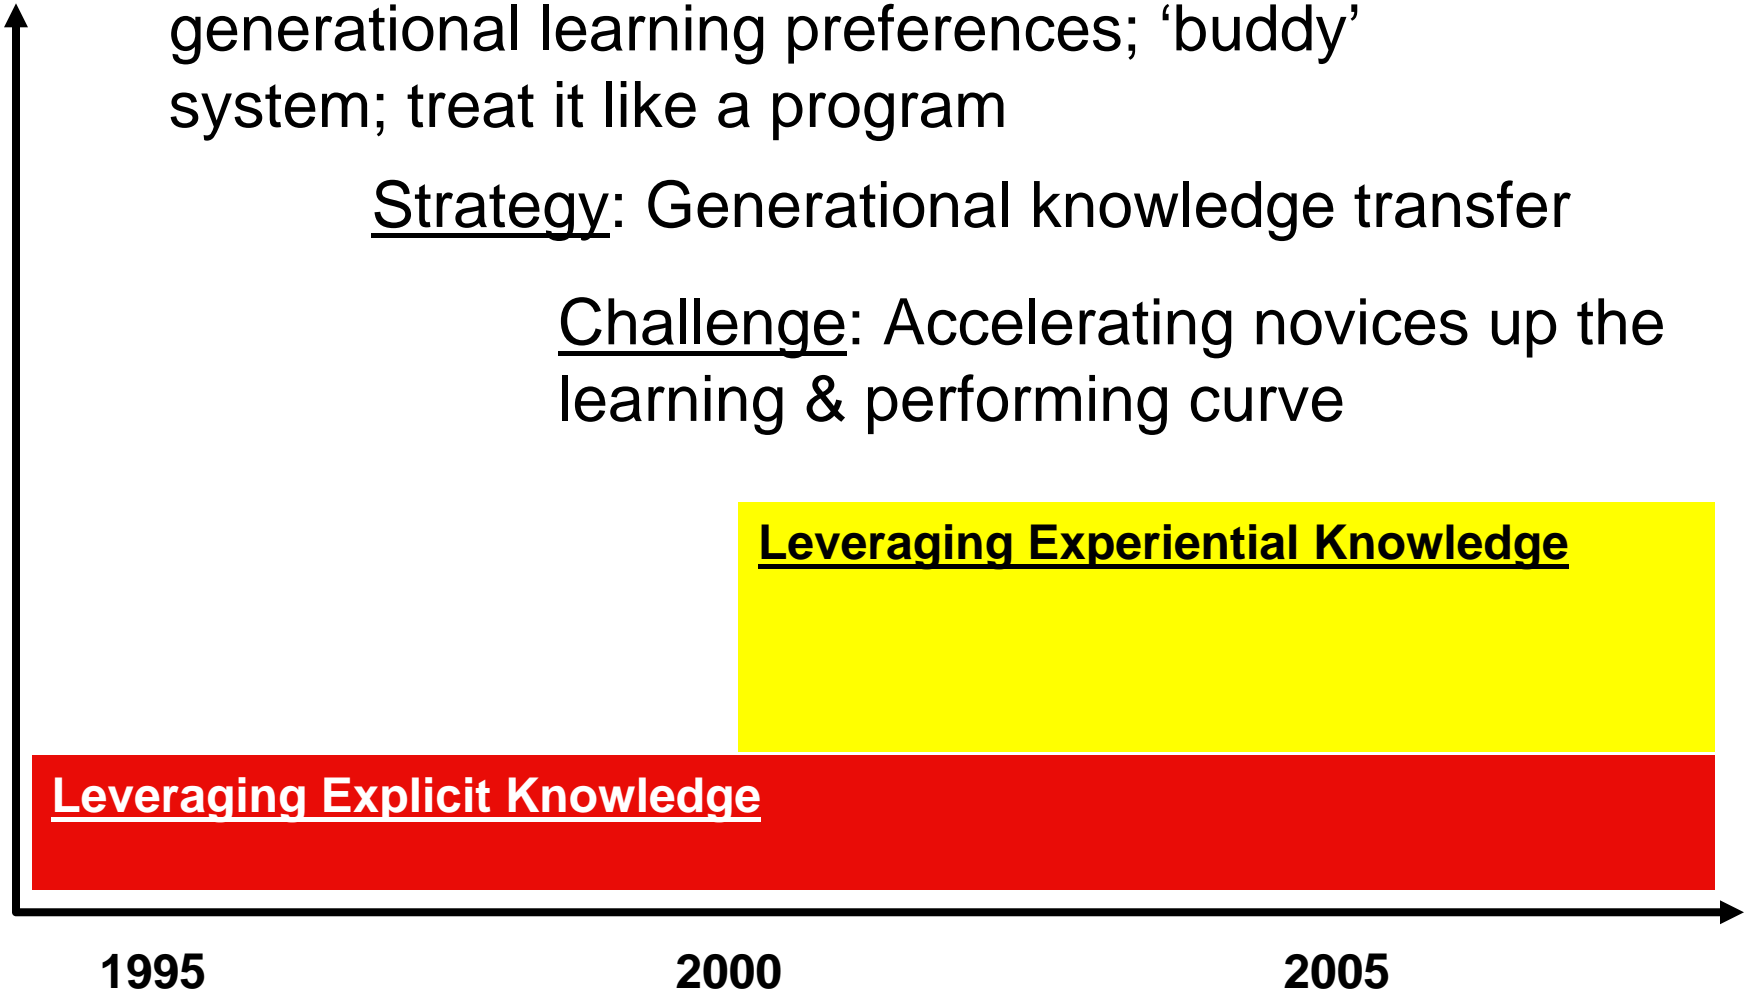 generational learning preferences; ‘buddy’
system; treat it like a program
Strategy: Generational knowledge transfer
Challenge: Accelerating novices up the
learning & performing curve
Leveraging Experiential Knowledge
Leveraging Explicit Knowledge
1995 2000 2005